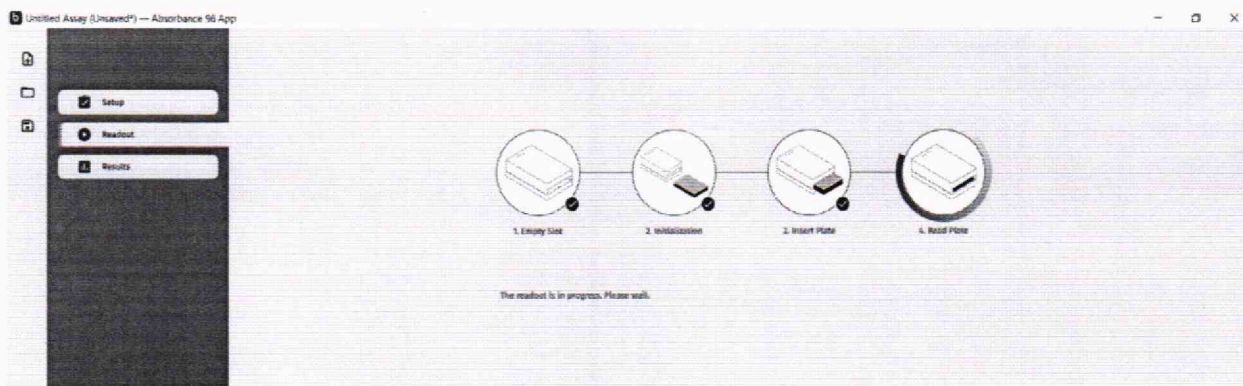 Untitled Assay (Unsaved*) — Absorbance 96 App
Setup
Readout
Results
1. Empty Slot
2. Initialization
3. Insert Plate
4. Read Plate
The readout is in progress. Please wait.